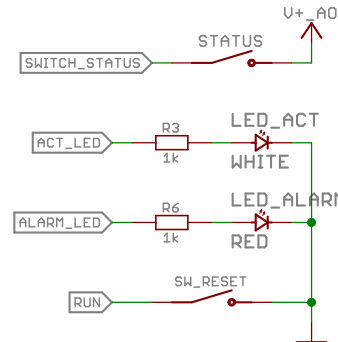 V+_AO
STATUS
SWITCH_STATUS
R3
LED_ACT
ACT_LED
1k
WHITE
R6
LED_ALARM
ALARM_LED
1k
RED
SW_RESET
RUN